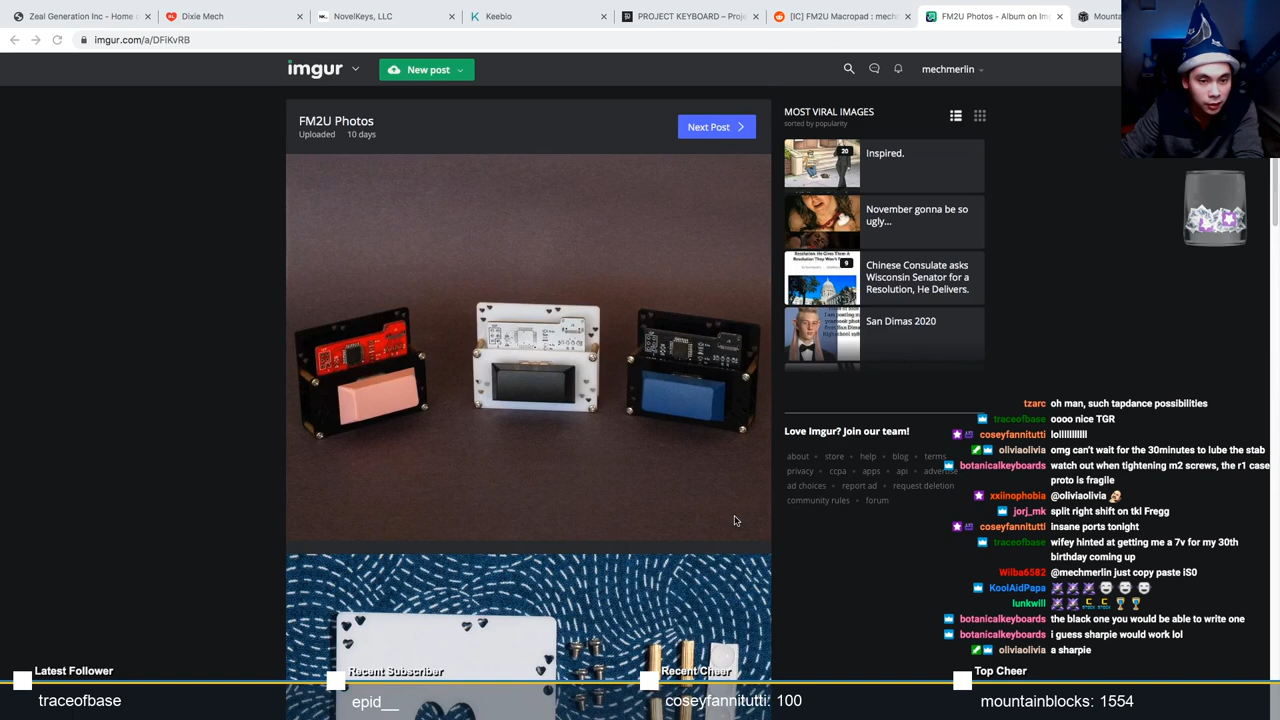 Zeal Generation Inc - Home
Dixie Mech
NovelKeys, LLC
Keebio
PROJECT KEYBOARD – Proje
[IC] FM2U Macropad : mech
FM2U Photos - Album on Im
Mounta
imgur.com/a/DFiKvRB
imgur
New post
mechmerlin
FM2U Photos
Uploaded 10 days
Next Post
MOST VIRAL IMAGES
sorted by popularity
20
Inspired.
November gonna be so
ugly...
9
Chinese Consulate asks
Wisconsin Senator for a
Resolution, He Delivers.
San Dimas 2020
Love Imgur? Join our team!
about store help blog terms
privacy ccpa apps api advertise
ad choices report ad request deletion
community rules forum
tzarc oh man, such tapdance possibilities
traceofbase oooo nice TGR
coseyfannitutti lolllllllllll
oliviaolivia omg can't wait for the 30minutes to lube the stab
botanicalkeyboards watch out when tightening m2 screws, the r1 case
proto is fragile
xxiinophobia @oliviaolivia
jorj_mk split right shift on tkl Fregg
coseyfannitutti insane ports tonight
traceofbase wifey hinted at getting me a 7v for my 30th
birthday coming up
Wilba6582 @mechmerlin just copy paste iS0
KoolAidPapa
lunkwill
botanicalkeyboards the black one you would be able to write one
botanicalkeyboards i guess sharpie would work lol
oliviaolivia a sharpie
Latest Follower
traceofbase
Recent Subscriber
epid__
Recent Cheer
coseyfannitutti: 100
Top Cheer
mountainblocks: 1554